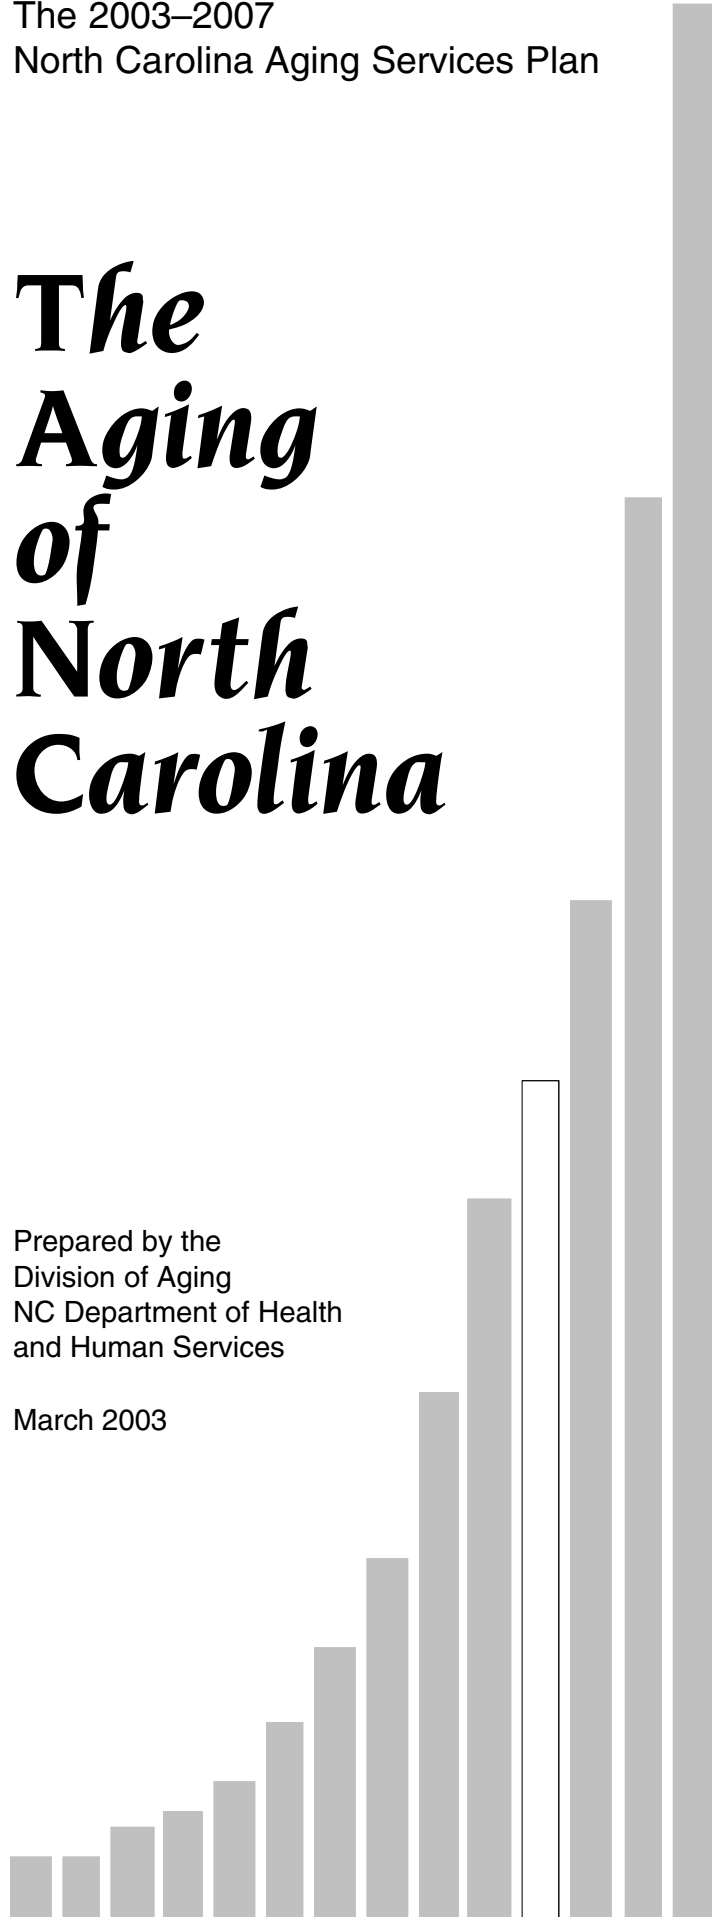 The 2003–2007
North Carolina Aging Services Plan
The
Aging
of
North
Carolina
Prepared by the
Division of Aging
NC Department of Health
and Human Services
March 2003